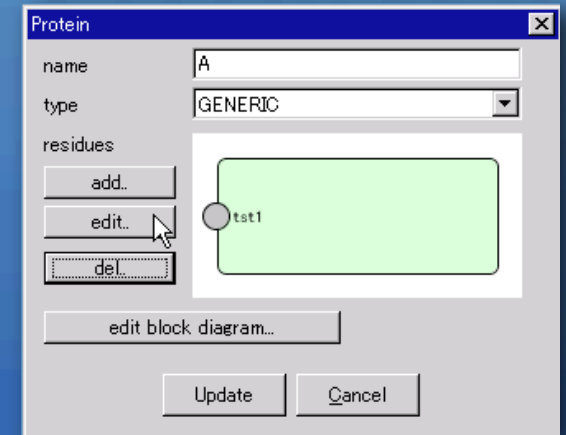 Protein
name A
type GENERIC
residues
add..
edit..
del..
tst1
edit block diagram...
Update Cancel